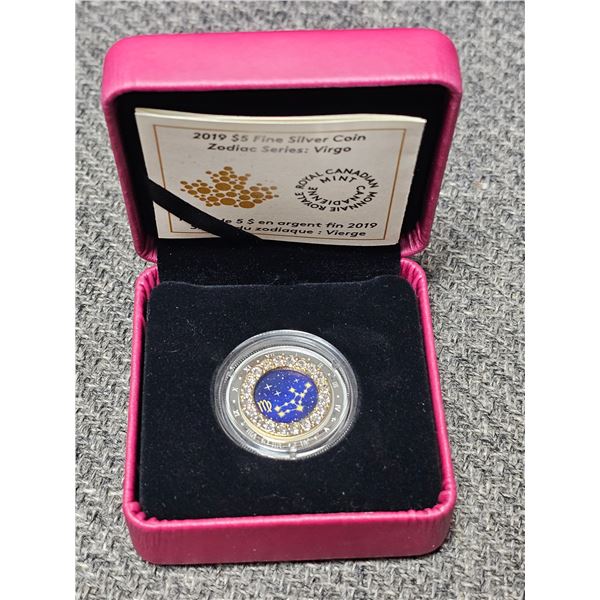 2019 $5 Fine Silver Coin
Zodiac Series: Virgo
ROYAL CANADIAN MINT
MONNAIE ROYALE CANADIENNE
de 5 $ en argent fin 2019
du zodiaque : Vierge
♍